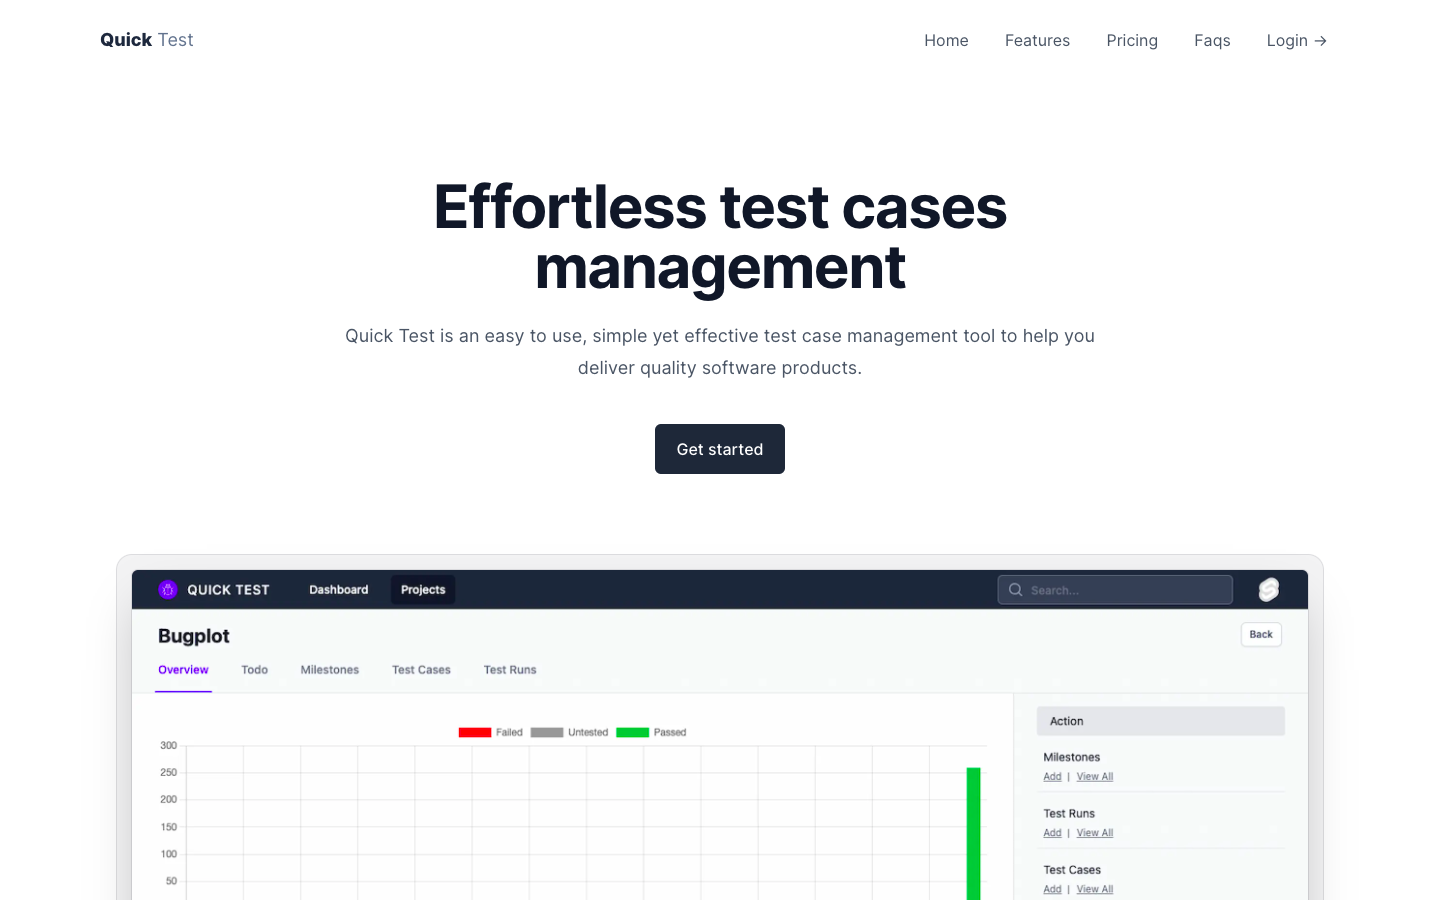 Quick Test
Home
Features
Pricing
Faqs
Login →
Effortless test cases
management
Quick Test is an easy to use, simple yet effective test case management tool to help you
deliver quality software products.
Get started
QUICK TEST
Dashboard
Projects
Search...
Bugplot
Back
Overview
Todo
Milestones
Test Cases
Test Runs
Failed
Untested
Passed
300
250
200
150
100
50
Action
Milestones
Add | View All
Test Runs
Add | View All
Test Cases
Add | View All